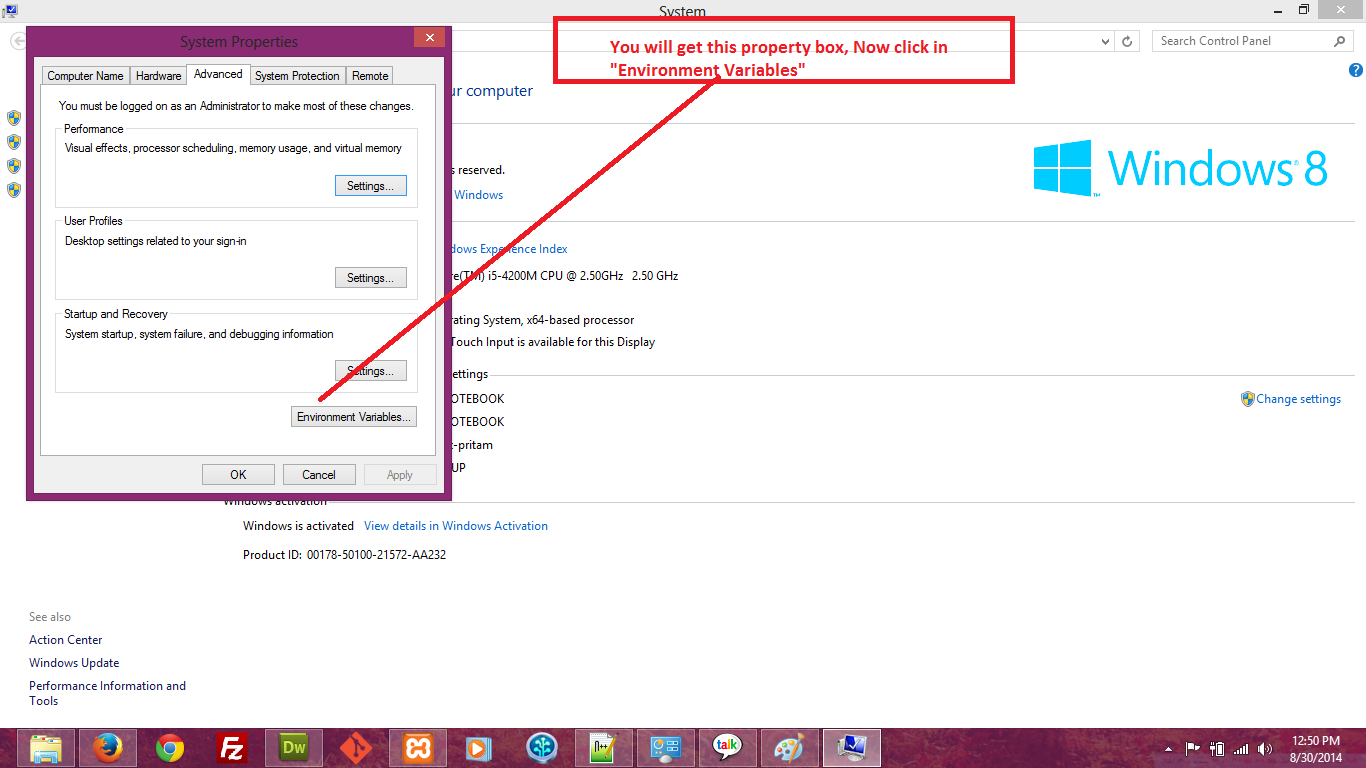 System
System Properties
You will get this property box, Now click in
"Environment Variables"
Search Control Panel
Computer Name
Hardware
Advanced
System Protection
Remote
You must be logged on as an Administrator to make most of these changes.
Performance
Visual effects, processor scheduling, memory usage, and virtual memory
Settings...
User Profiles
Desktop settings related to your sign-in
Settings...
Startup and Recovery
System startup, system failure, and debugging information
Settings...
Environment Variables...
OK
Cancel
Apply
ur computer
s reserved.
Windows
Windows 8
dows Experience Index
re(TM) i5-4200M CPU @ 2.50GHz 2.50 GHz
rating System, x64-based processor
Touch Input is available for this Display
ettings
OTEBOOK
Change settings
OTEBOOK
-pritam
UP
Windows activation
Windows is activated View details in Windows Activation
Product ID: 00178-50100-21572-AA232
See also
Action Center
Windows Update
Performance Information and
Tools
Fz
Dw
talk
12:50 PM
8/30/2014